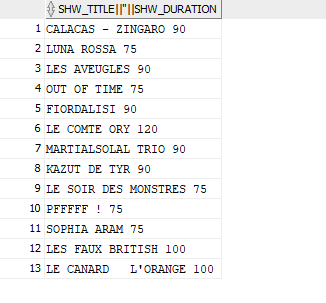 SHW_TITLE||''||SHW_DURATION
1 CALACAS - ZINGARO 90
2 LUNA ROSSA 75
3 LES AVEUGLES 90
4 OUT OF TIME 75
5 FIORDALISI 90
6 LE COMTE ORY 120
7 MARTIALSOLAL TRIO 90
8 KAZUT DE TYR 90
9 LE SOIR DES MONSTRES 75
10 PFFFFF ! 75
11 SOPHIA ARAM 75
12 LES FAUX BRITISH 100
13 LE CANARD   L'ORANGE 100